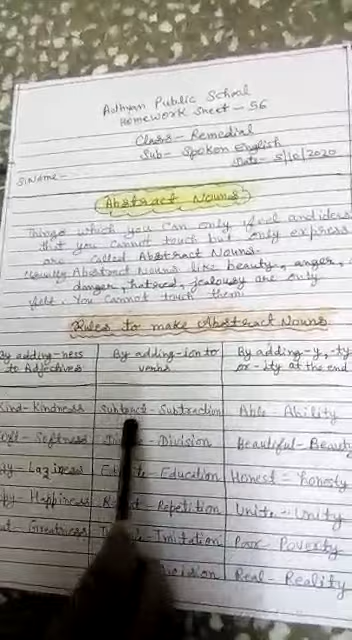 Adhyan Public School
Homework Sheet - 56
Class - Remedial
Sub - Spoken English
Date - 5/10/2020
S.Name -
Abstract Nouns
Things which you can only feel and ideas
that you cannot touch but only express
are called Abstract Nouns.
Abstract Nouns like beauty, anger,
danger, hatred, jealousy are only
felt. You cannot touch them.
Rules to make Abstract Nouns
By adding-ness to Adjectives
By adding-ion to verbs
By adding -y, -ty or -ity at the end
Kind-Kindness
Subtract-Subtraction
Able - Ability
Softness
Division
Beautiful-Beauty
Laziness
Education
Honest - honesty
Happiness
Repetition
Unite - Unity
Greatness
Imitation
Poor - Poverty
Real - Reality